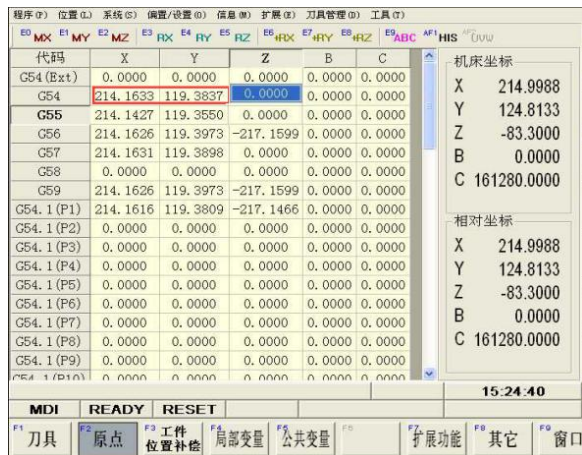 程序(P) 位置(L) 系统(S) 偏置/设置(O) 信息(M) 扩展(E) 刀具管理(D) 工具(T)
E0 MX E1 MY E2 MZ E3 RX E4 RY E5 RZ E6 +RX E7 +RY E8 +RZ E9 ABC AF1 HIS
代码 X Y Z B C
G54(Ext) 0.0000 0.0000 0.0000 0.0000 0.0000
G54 214.1633 119.3837 0.0000 0.0000 0.0000
G55 214.1427 119.3550 0.0000 0.0000 0.0000
G56 214.1626 119.3973 -217.1599 0.0000 0.0000
G57 214.1631 119.3898 0.0000 0.0000 0.0000
G58 0.0000 0.0000 0.0000 0.0000 0.0000
G59 214.1626 119.3973 -217.1599 0.0000 0.0000
G54.1(P1) 214.1616 119.3809 -217.1466 0.0000 0.0000
G54.1(P2) 0.0000 0.0000 0.0000 0.0000 0.0000
G54.1(P3) 0.0000 0.0000 0.0000 0.0000 0.0000
G54.1(P4) 0.0000 0.0000 0.0000 0.0000 0.0000
G54.1(P5) 0.0000 0.0000 0.0000 0.0000 0.0000
G54.1(P6) 0.0000 0.0000 0.0000 0.0000 0.0000
G54.1(P7) 0.0000 0.0000 0.0000 0.0000 0.0000
G54.1(P8) 0.0000 0.0000 0.0000 0.0000 0.0000
G54.1(P9) 0.0000 0.0000 0.0000 0.0000 0.0000
G54.1(P10) 0.0000 0.0000 0.0000 0.0000 0.0000
机床坐标
X 214.9988
Y 124.8133
Z -83.3000
B 0.0000
C 161280.0000
相对坐标
X 214.9988
Y 124.8133
Z -83.3000
B 0.0000
C 161280.0000
15:24:40
MDI READY RESET
F1 刀具 F2 原点 F3 工件位置补偿 F4 局部变量 F5 公共变量 F6 F7 扩展功能 F8 其它 F9 窗口